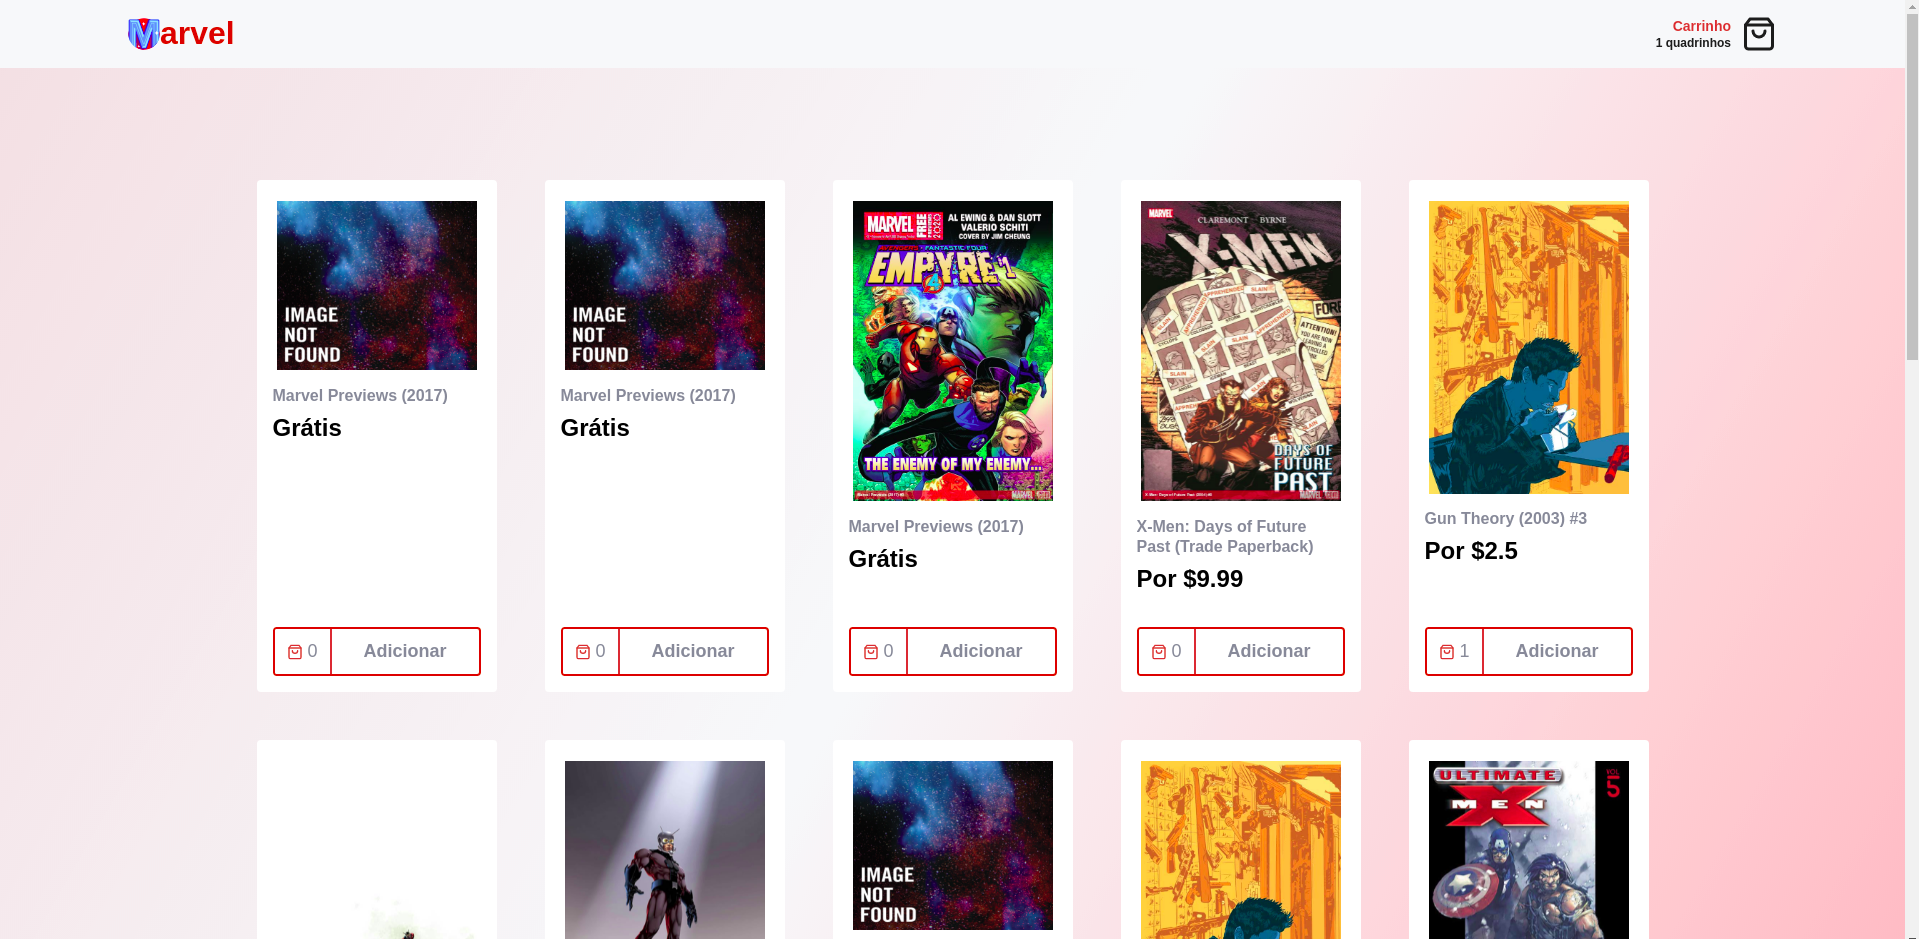 Marvel
Carrinho
1 quadrinhos
IMAGE
NOT
FOUND
Marvel Previews (2017)
Grátis
0
Adicionar
IMAGE
NOT
FOUND
Marvel Previews (2017)
Grátis
0
Adicionar
MARVEL
FREE
PREVIEWS
2020
AL EWING & DAN SLOTT
VALERIO SCHITI
COVER BY JIM CHEUNG
AVENGERS FANTASTIC FOUR
EMPYRE
THE ENEMY OF MY ENEMY...
Marvel Previews (2017)
Grátis
0
Adicionar
MARVEL
CLAREMONT BYRNE
X-MEN
APPREHENDED
SLAIN
SLAIN
SLAIN
SLAIN
ATTENTION!
DAYS OF
FUTURE
PAST
X-Men: Days of Future
Past (Trade Paperback)
Por $9.99
0
Adicionar
Gun Theory (2003) #3
Por $2.5
1
Adicionar
IMAGE
NOT
FOUND
ULTIMATE
X
MEN
VOL
5